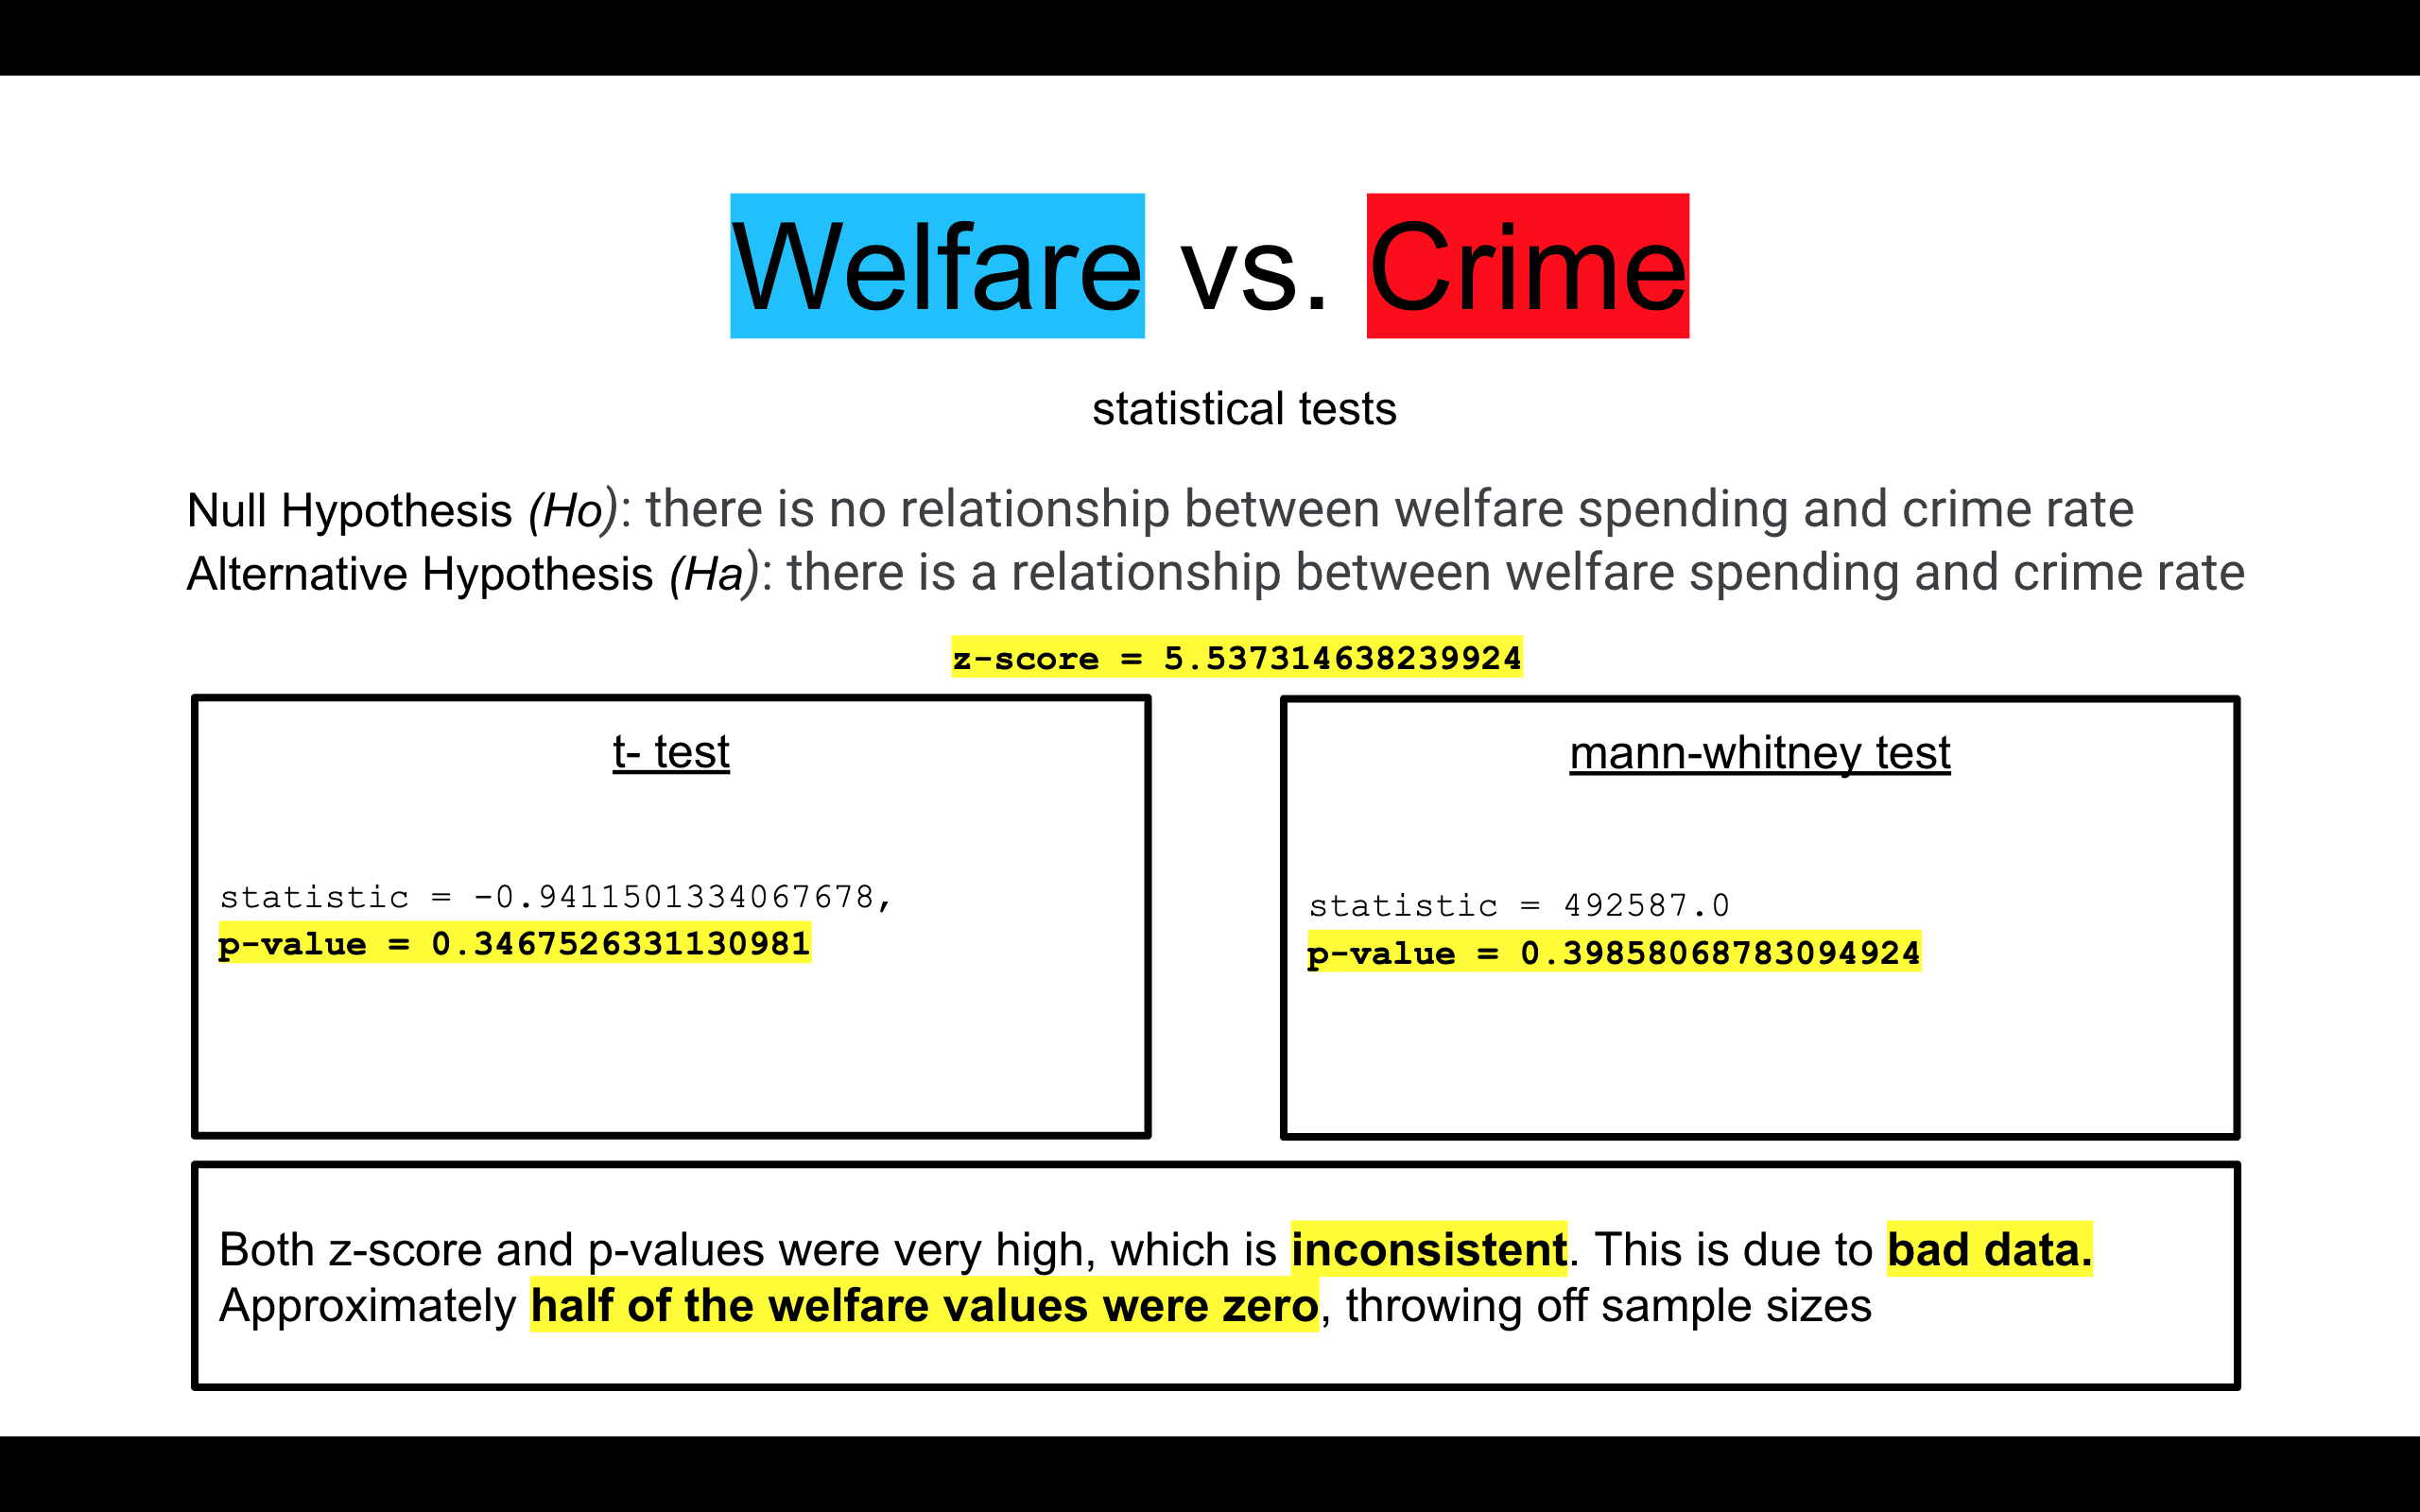 Welfare vs. Crime
statistical tests
Null Hypothesis (Ho): there is no relationship between welfare spending and crime rate
Alternative Hypothesis (Ha): there is a relationship between welfare spending and crime rate
z-score = 5.537314638239924
t- test
statistic = -0.9411501334067678,
p-value = 0.3467526331130981
mann-whitney test
statistic = 492587.0
p-value = 0.39858068783094924
Both z-score and p-values were very high, which is inconsistent. This is due to bad data.
Approximately half of the welfare values were zero, throwing off sample sizes